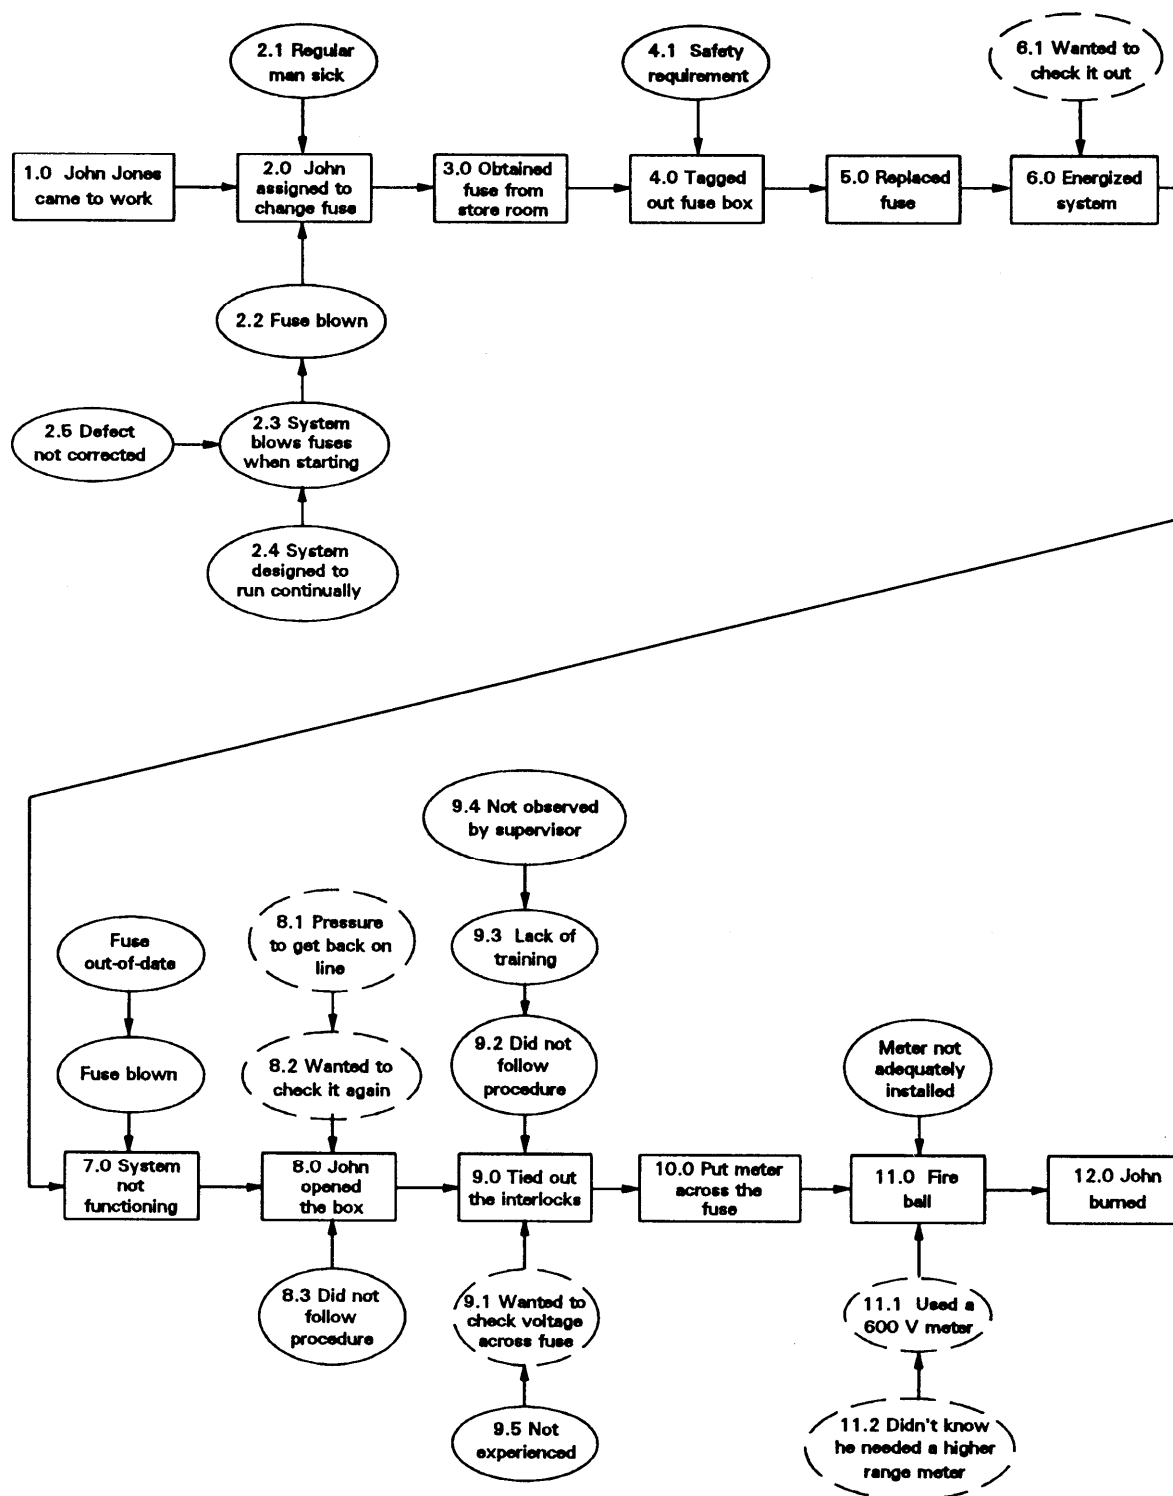 2.1 Regular
man sick
4.1 Safety
requirement
6.1 Wanted to
check it out
1.0 John Jones
came to work
2.0 John
assigned to
change fuse
3.0 Obtained
fuse from
store room
4.0 Tagged
out fuse box
5.0 Replaced
fuse
6.0 Energized
system
2.2 Fuse blown
2.5 Defect
not corrected
2.3 System
blows fuses
when starting
2.4 System
designed to
run continually
9.4 Not observed
by supervisor
Fuse
out-of-date
8.1 Pressure
to get back on
line
9.3 Lack of
training
Fuse blown
8.2 Wanted to
check it again
9.2 Did not
follow
procedure
Meter not
adequately
installed
7.0 System
not
functioning
8.0 John
opened
the box
9.0 Tied out
the interlocks
10.0 Put meter
across the
fuse
11.0 Fire
ball
12.0 John
burned
8.3 Did not
follow
procedure
9.1 Wanted to
check voltage
across fuse
11.1 Used a
600 V meter
9.5 Not
experienced
11.2 Didn't know
he needed a higher
range meter